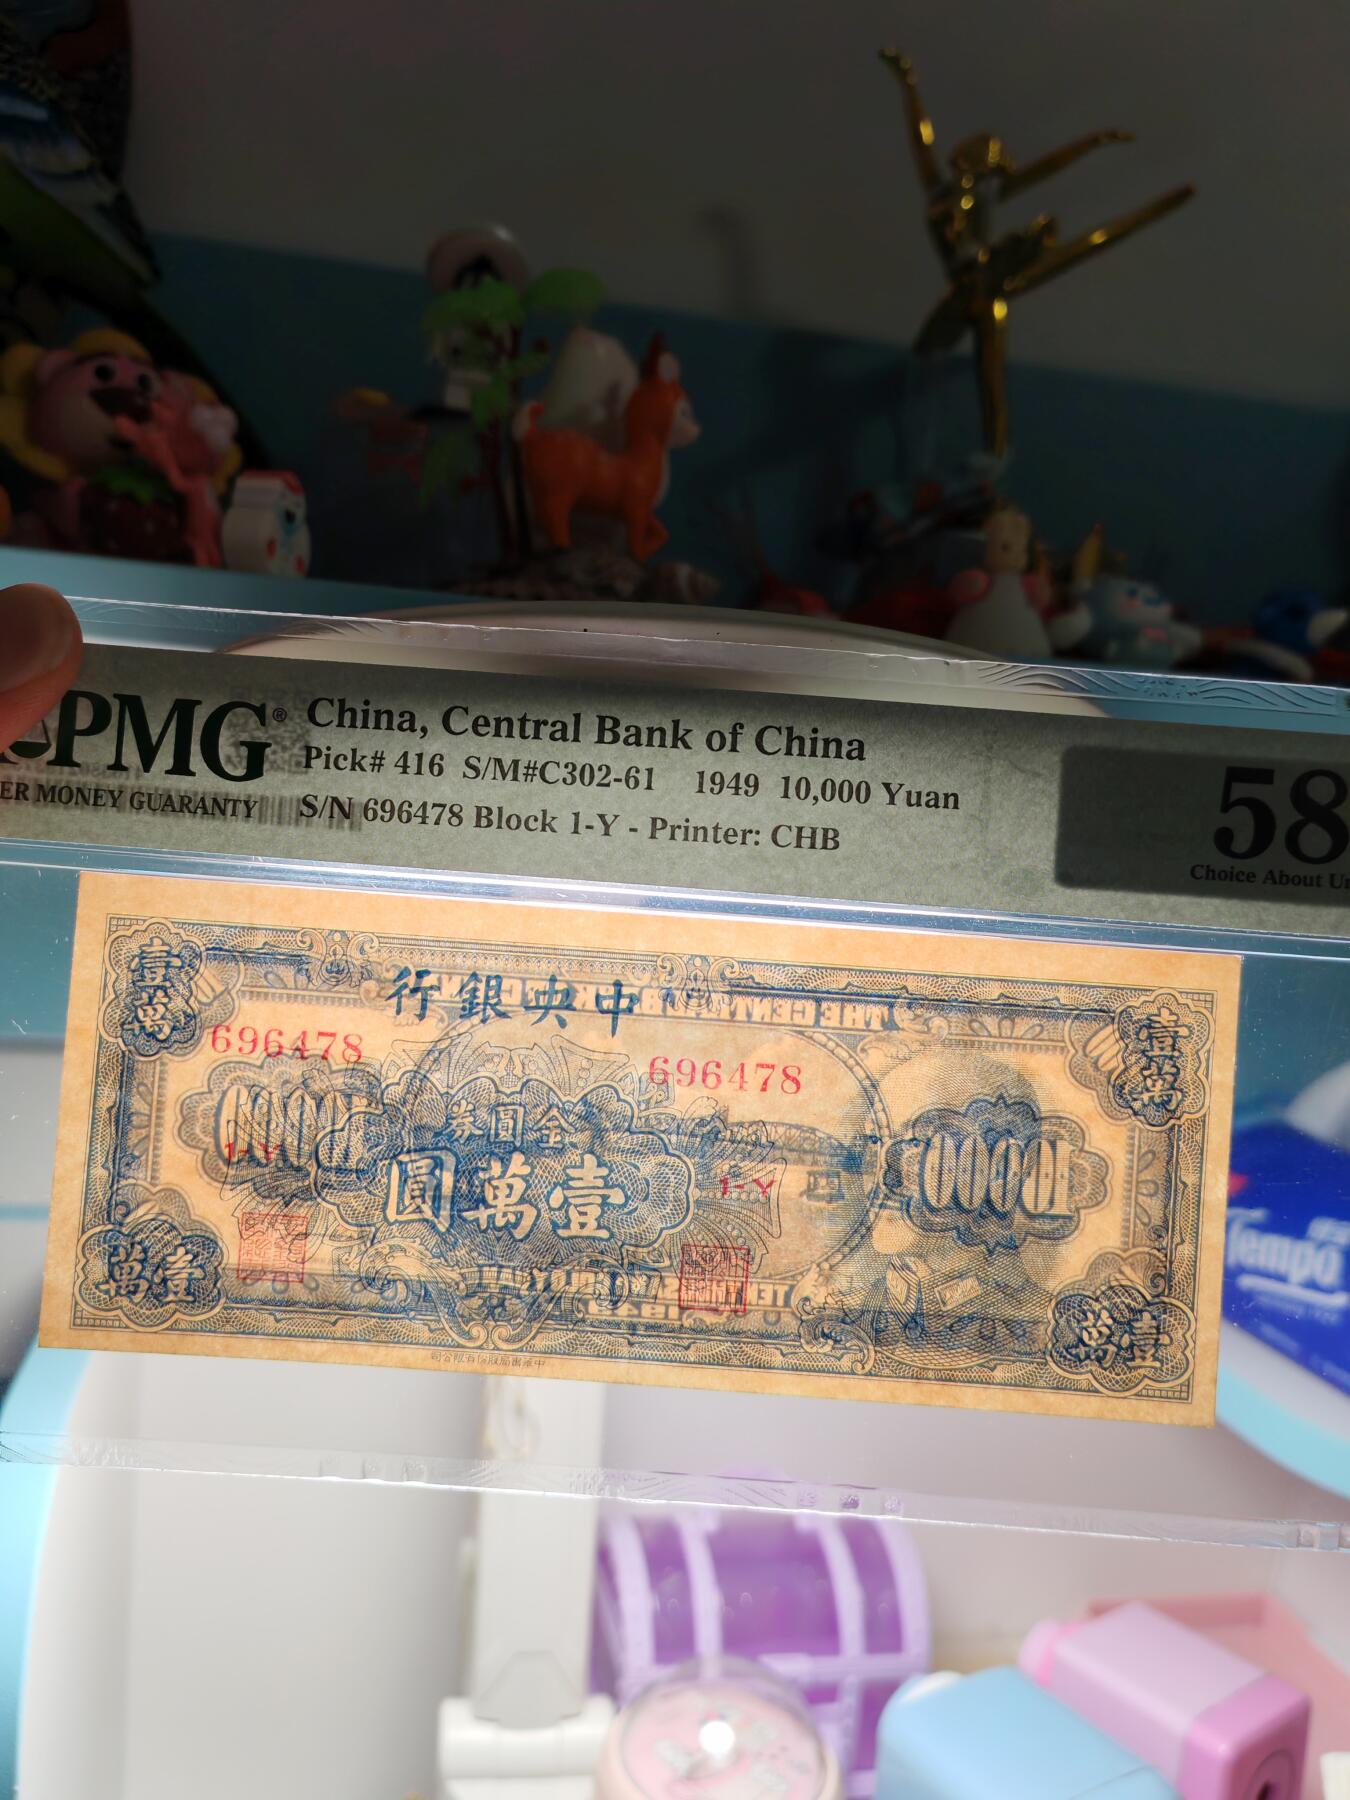 PMG®
ER MONEY GUARANTY
China, Central Bank of China
Pick# 416 S/M#C302-61 1949 10,000 Yuan
S/N 696478 Block 1-Y - Printer: CHB
58
Choice About U
行銀央中
壹萬
壹萬
696478
696478
券圓金
圓萬壹
1-Y
1-Y
萬壹
萬壹
Tempo